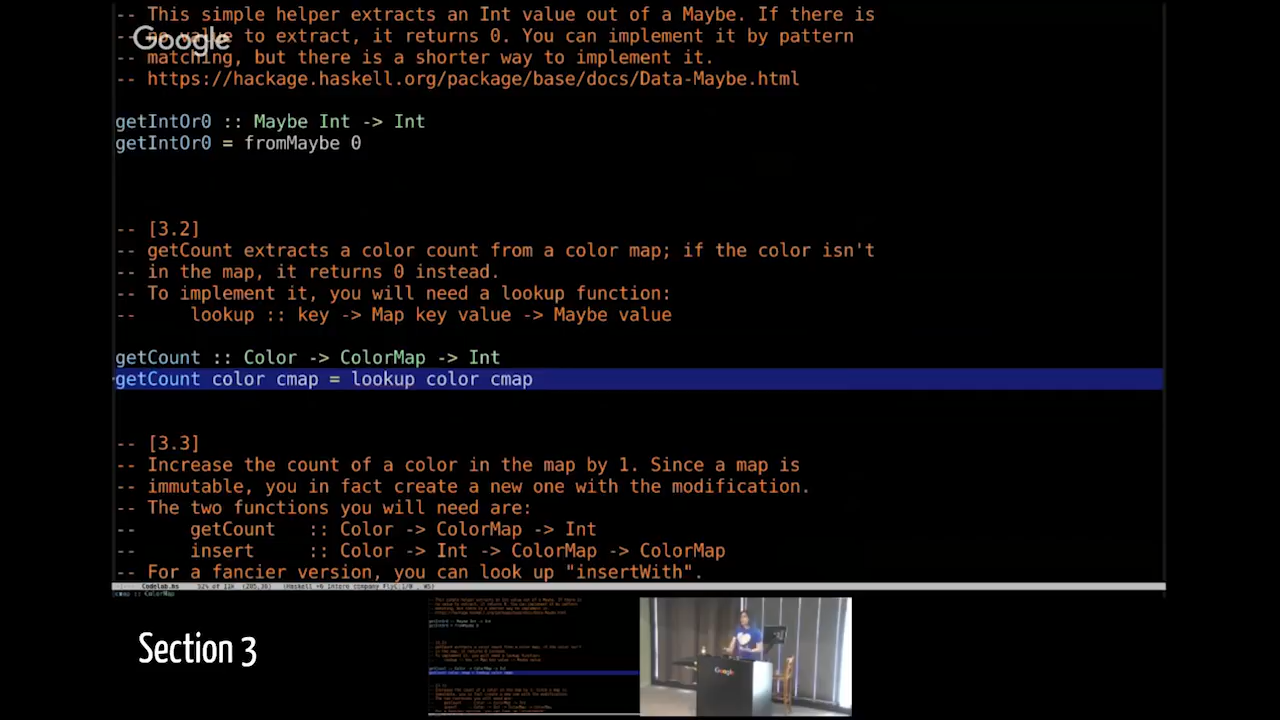 -- This simple helper extracts an Int value out of a Maybe. If there is
-- no value to extract, it returns 0. You can implement it by pattern
Google
-- matching, but there is a shorter way to implement it.
-- https://hackage.haskell.org/package/base/docs/Data-Maybe.html
getIntOr0 :: Maybe Int -> Int
getIntOr0 = fromMaybe 0
-- [3.2]
-- getCount extracts a color count from a color map; if the color isn't
-- in the map, it returns 0 instead.
-- To implement it, you will need a lookup function:
--     lookup :: key -> Map key value -> Maybe value
getCount :: Color -> ColorMap -> Int
getCount color cmap = lookup color cmap
-- [3.3]
-- Increase the count of a color in the map by 1. Since a map is
-- immutable, you in fact create a new one with the modification.
-- The two functions you will need are:
--     getCount   :: Color -> ColorMap -> Int
--     insert     :: Color -> Int -> ColorMap -> ColorMap
-- For a fancier version, you can look up "insertWith".
Codelab.hs
cmap :: ColorMap
Section 3
Google